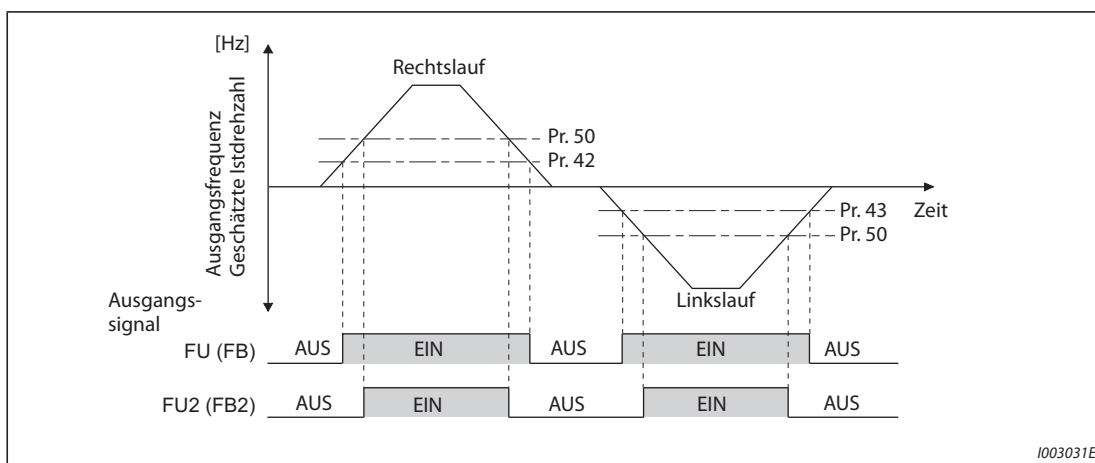 [Hz]
Ausgangsfrequenz
Geschätzte Istdrehzahl
Rechtslauf
Pr. 50
Pr. 42
Pr. 43
Zeit
Pr. 50
Linkslauf
Ausgangs-
signal
FU (FB) AUS EIN AUS EIN AUS
FU2 (FB2) AUS EIN AUS EIN AUS
I003031E